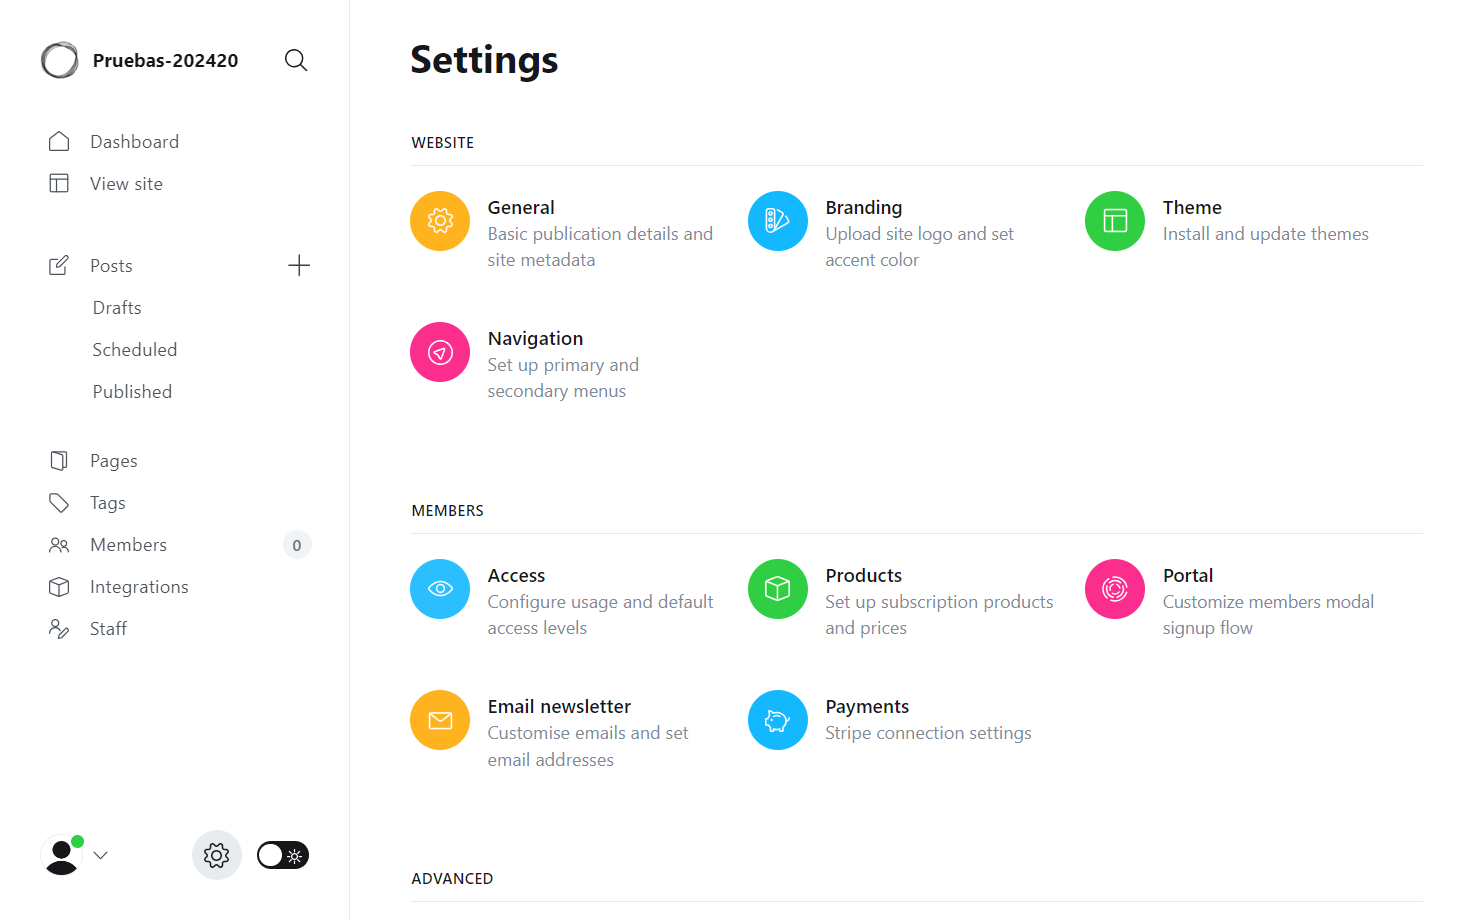 Pruebas-202420
Dashboard
View site
Posts
Drafts
Scheduled
Published
Pages
Tags
Members
0
Integrations
Staff
Settings
WEBSITE
General
Basic publication details and
site metadata
Branding
Upload site logo and set
accent color
Theme
Install and update themes
Navigation
Set up primary and
secondary menus
MEMBERS
Access
Configure usage and default
access levels
Products
Set up subscription products
and prices
Portal
Customize members modal
signup flow
Email newsletter
Customise emails and set
email addresses
Payments
Stripe connection settings
ADVANCED